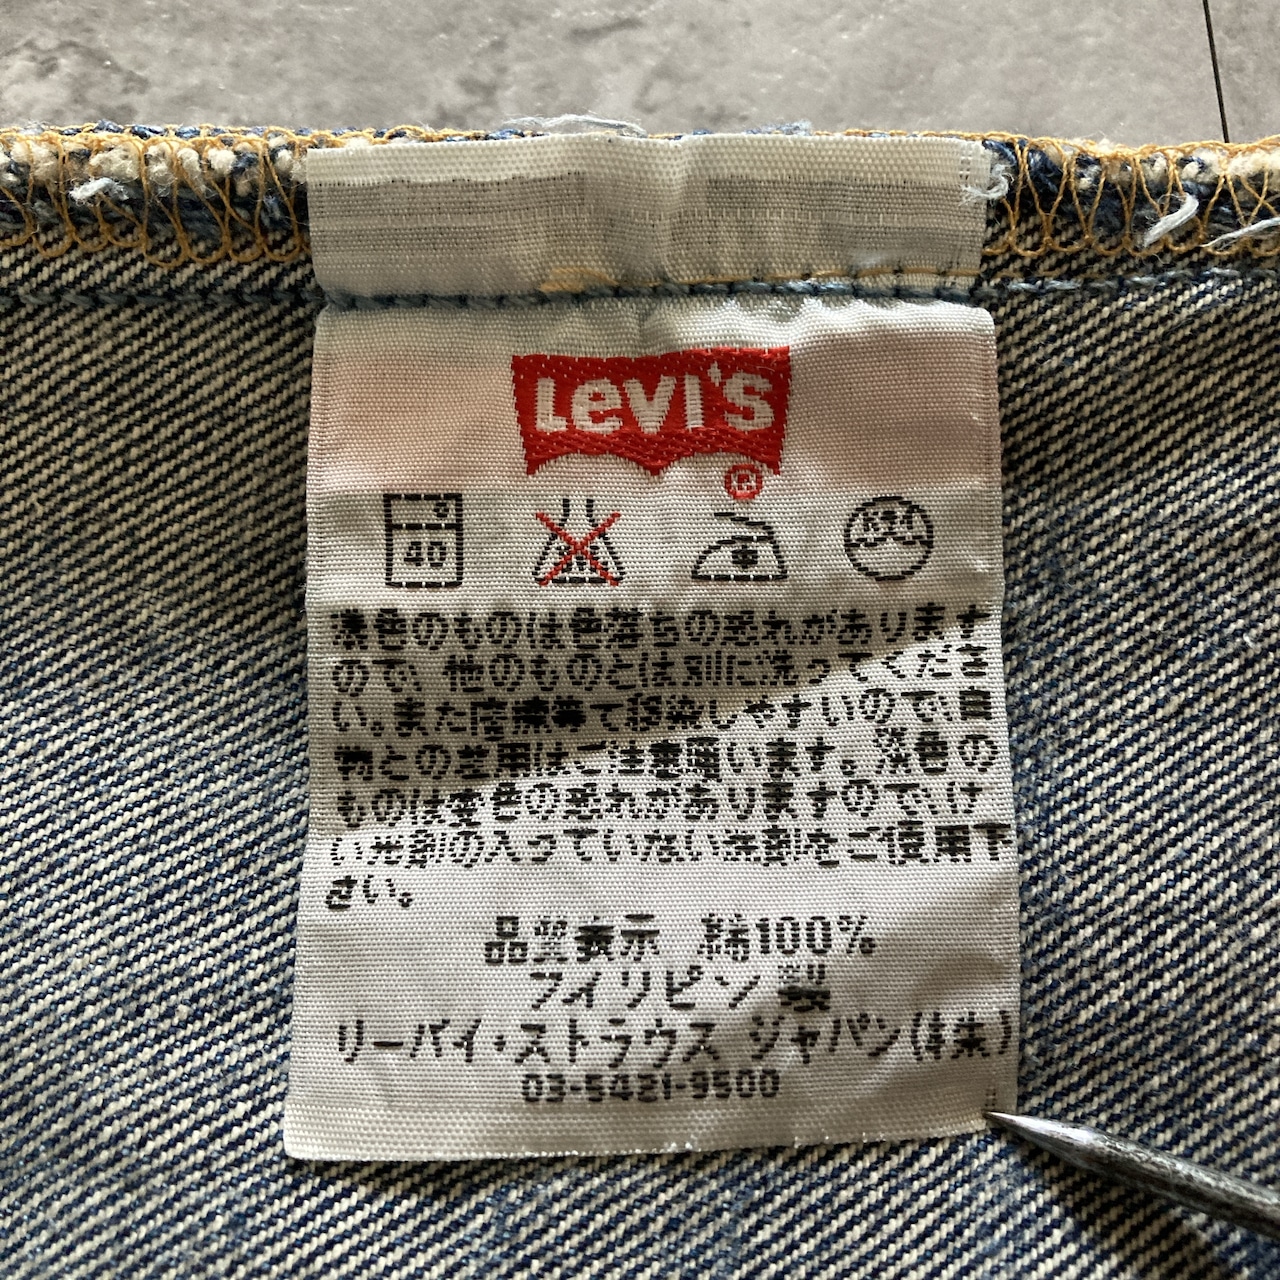 LEVI'S
®
40
ドライ
濃色のものは色落ちの恐れがあります
ので、他のものとは別に洗ってくださ
い。また摩擦等で移染しやすいので、白
物との着用はご注意願います。淡色の
ものは変色の恐れがありますので、け
い光剤の入っていない洗剤をご使用下
さい。
品質表示 綿100%
フィリピン 製
リーバイ・ストラウス ジャパン(株)
03-5421-9500